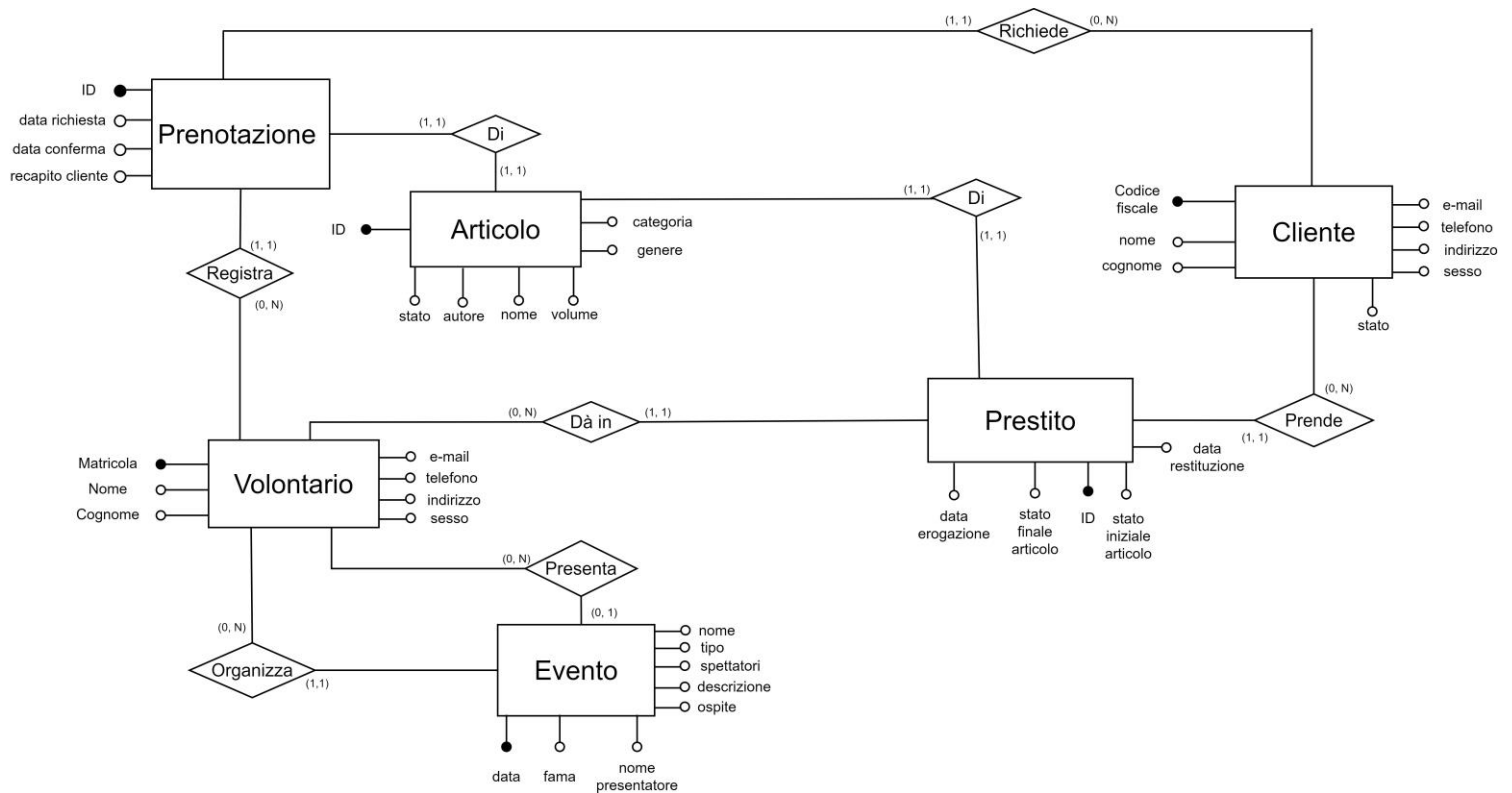 (1, 1)
Richiede
(0, N)
ID
data richiesta
data conferma
recapito cliente
Prenotazione
(1, 1)
Di
(1, 1)
(1, 1)
Di
(1, 1)
ID
Articolo
categoria
genere
stato
autore
nome
volume
Codice
fiscale
nome
cognome
Cliente
e-mail
telefono
indirizzo
sesso
stato
(1, 1)
Registra
(0, N)
(0, N)
Dà in
(1, 1)
Prestito
(0, N)
Prende
(1, 1)
data
restituzione
data
erogazione
stato
finale
articolo
ID
stato
iniziale
articolo
Matricola
Nome
Cognome
Volontario
e-mail
telefono
indirizzo
sesso
(0, N)
Presenta
(0, 1)
(0, N)
Organizza
(1,1)
Evento
nome
tipo
spettatori
descrizione
ospite
data
fama
nome
presentatore